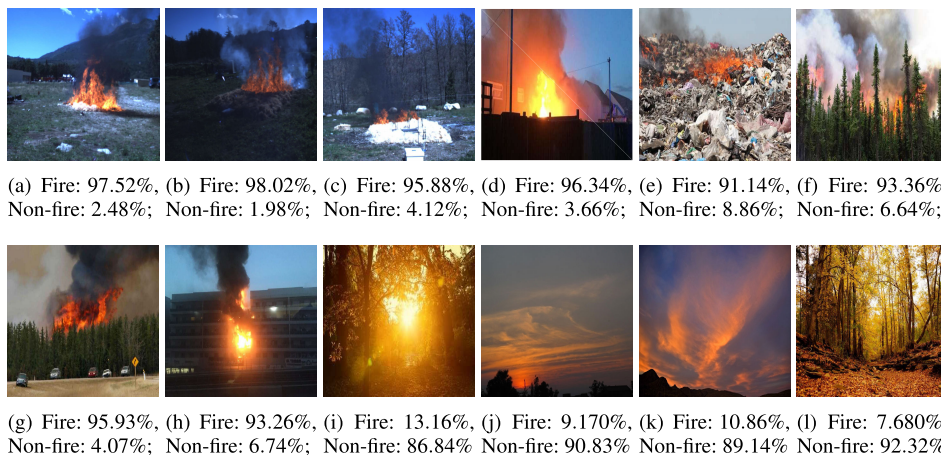 (a) Fire: 97.52%, (b) Fire: 98.02%, (c) Fire: 95.88% (d) Fire: 96.34% (e) Fire: 91.14% (f) Fire: 93.36%
Non-fire: 2.48%; Non-fire: 1.98%; Non-fire: 4.12%; Non-fire: 3.66%; Non-fire: 8.86%; Non-fire: 6.64%;
(g) Fire: 95.93%, (h) Fire: 93.26%, (i) Fire: 13.16%, (j) Fire: 9.170%, (k) Fire: 10.86%, (l) Fire: 7.680%
Non-fire: 4.07%; Non-fire: 6.74%; Non-fire: 86.84% Non-fire: 90.83% Non-fire: 89.14% Non-fire: 92.32%